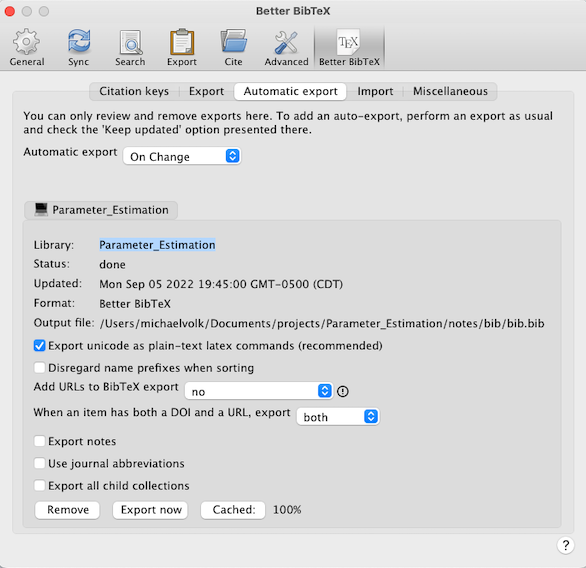 Better BibTeX
General Sync Search Export Cite Advanced Better BibTeX
Citation keys Export Automatic export Import Miscellaneous
You can only review and remove exports here. To add an auto-export, perform an export as usual
and check the 'Keep updated' option presented there.
Automatic export On Change
Parameter_Estimation
Library: Parameter_Estimation
Status: done
Updated: Mon Sep 05 2022 19:45:00 GMT-0500 (CDT)
Format: Better BibTeX
Output file: /Users/michaelvolk/Documents/projects/Parameter_Estimation/notes/bib/bib.bib
Export unicode as plain-text latex commands (recommended)
Disregard name prefixes when sorting
Add URLs to BibTeX export no
When an item has both a DOI and a URL, export both
Export notes
Use journal abbreviations
Export all child collections
Remove Export now Cached: 100%
?